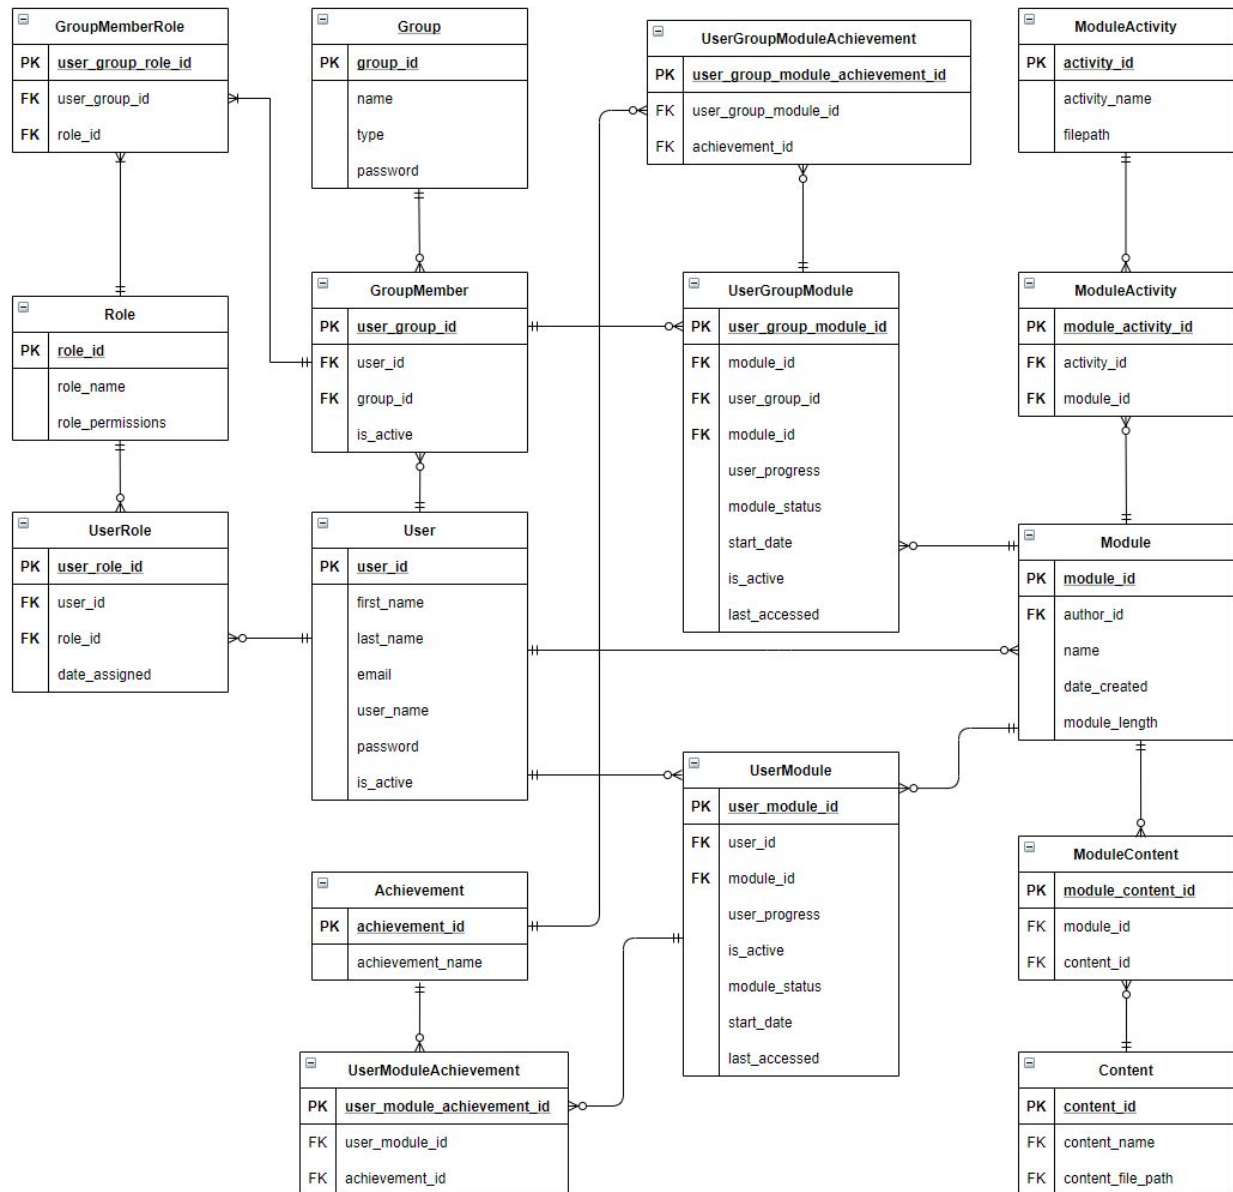 GroupMemberRole
PK user_group_role_id
FK user_group_id
FK role_id
Group
PK group_id
name
type
password
UserGroupModuleAchievement
PK user_group_module_achievement_id
FK user_group_module_id
FK achievement_id
ModuleActivity
PK activity_id
activity_name
filepath
Role
PK role_id
role_name
role_permissions
GroupMember
PK user_group_id
FK user_id
FK group_id
is_active
UserGroupModule
PK user_group_module_id
FK module_id
FK user_group_id
FK module_id
user_progress
module_status
start_date
is_active
last_accessed
ModuleActivity
PK module_activity_id
FK activity_id
FK module_id
UserRole
PK user_role_id
FK user_id
FK role_id
date_assigned
User
PK user_id
first_name
last_name
email
user_name
password
is_active
Module
PK module_id
FK author_id
name
date_created
module_length
UserModule
PK user_module_id
FK user_id
FK module_id
user_progress
is_active
module_status
start_date
last_accessed
Achievement
PK achievement_id
achievement_name
ModuleContent
PK module_content_id
FK module_id
FK content_id
UserModuleAchievement
PK user_module_achievement_id
FK user_module_id
FK achievement_id
Content
PK content_id
FK content_name
FK content_file_path